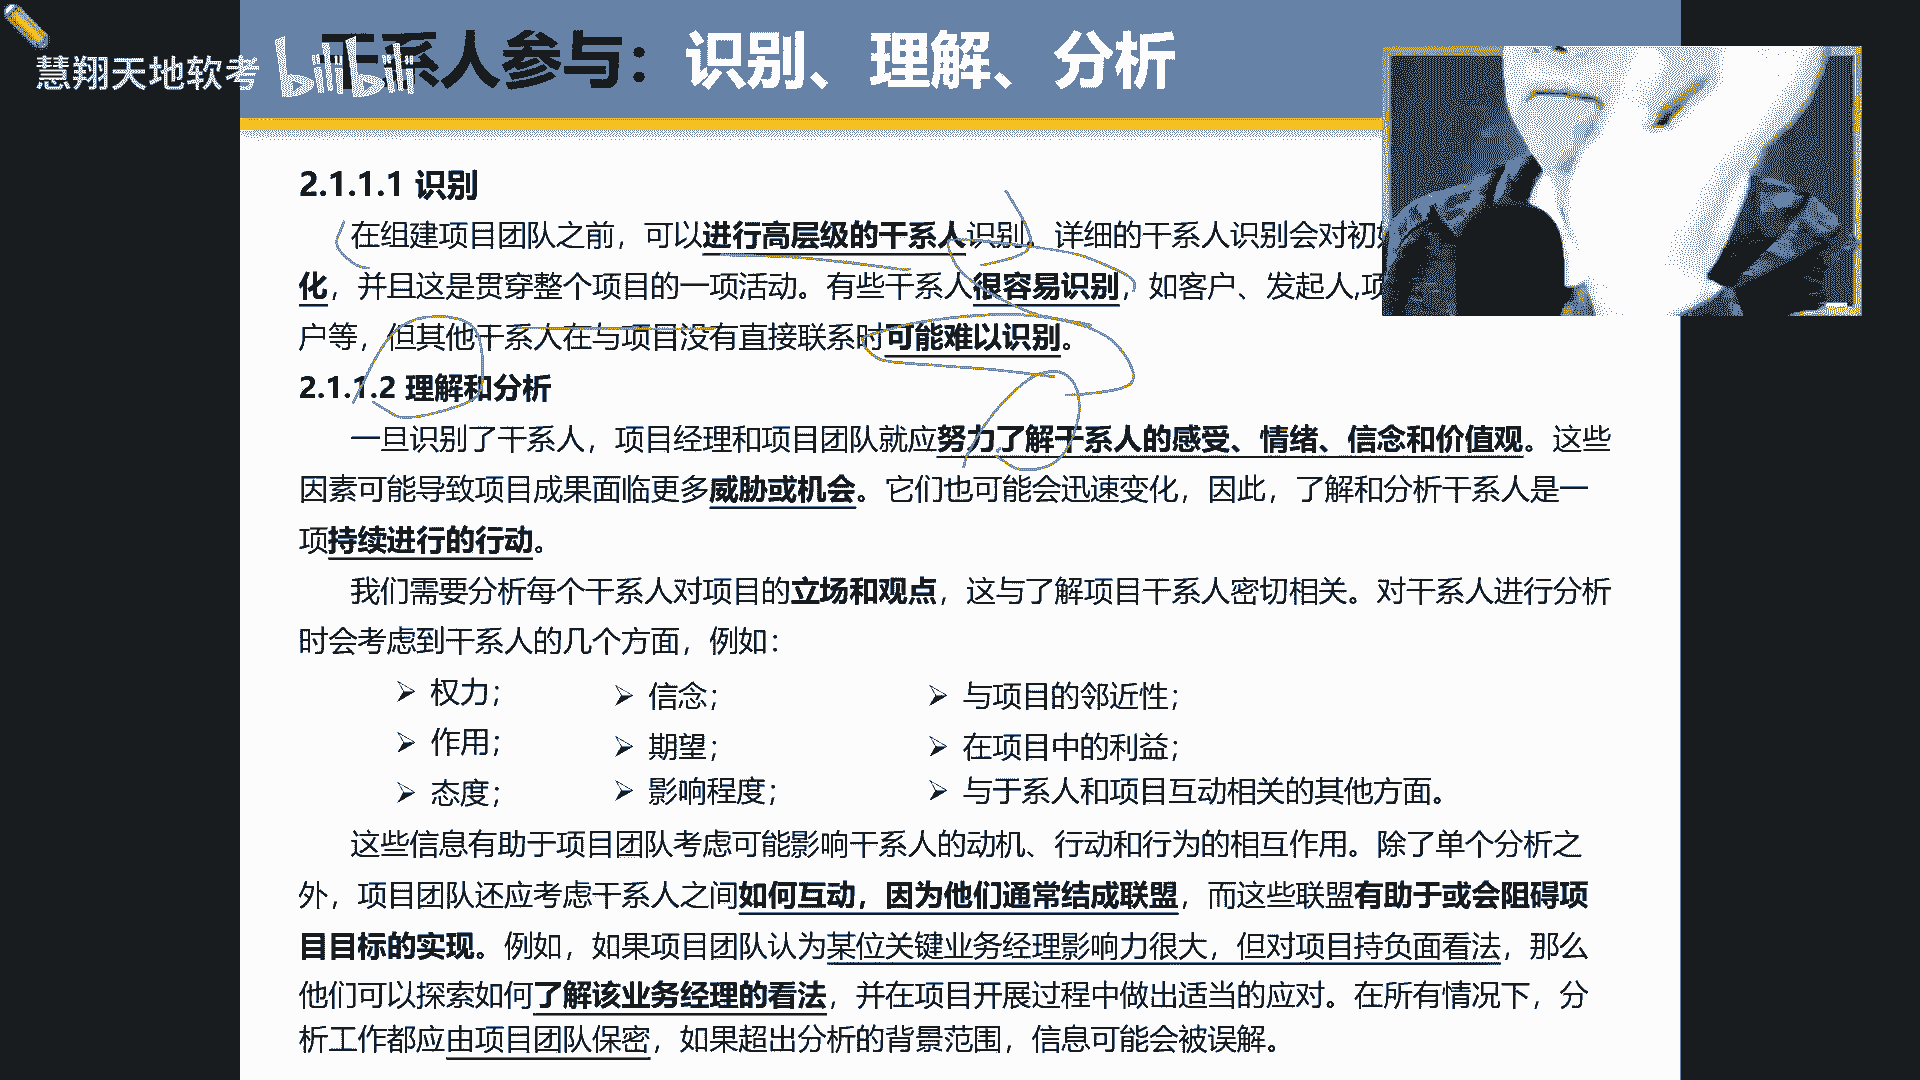 慧翔天地软考
bilibili
干系人参与：识别、理解、分析
2.1.1.1 识别
在组建项目团队之前，可以进行高层级的干系人识别。详细的干系人识别会对初
化，并且这是贯穿整个项目的一项活动。有些干系人很容易识别，如客户、发起人,项
户等，但其他干系人在与项目没有直接联系时可能难以识别。
2.1.1.2 理解和分析
一旦识别了干系人，项目经理和项目团队就应努力了解干系人的感受、情绪、信念和价值观。这些
因素可能导致项目成果面临更多威胁或机会。它们也可能会迅速变化，因此，了解和分析干系人是一
项持续进行的行动。
我们需要分析每个干系人对项目的立场和观点，这与了解项目干系人密切相关。对干系人进行分析
时会考虑到干系人的几个方面，例如：
➢ 权力；
➢ 信念；
➢ 与项目的邻近性；
➢ 作用；
➢ 期望；
➢ 在项目中的利益；
➢ 态度；
➢ 影响程度；
➢ 与于系人和项目互动相关的其他方面。
这些信息有助于项目团队考虑可能影响干系人的动机、行动和行为的相互作用。除了单个分析之
外，项目团队还应考虑干系人之间如何互动，因为他们通常结成联盟，而这些联盟有助于或会阻碍项
目目标的实现。例如，如果项目团队认为某位关键业务经理影响力很大，但对项目持负面看法，那么
他们可以探索如何了解该业务经理的看法，并在项目开展过程中做出适当的应对。在所有情况下，分
析工作都应由项目团队保密，如果超出分析的背景范围，信息可能会被误解。